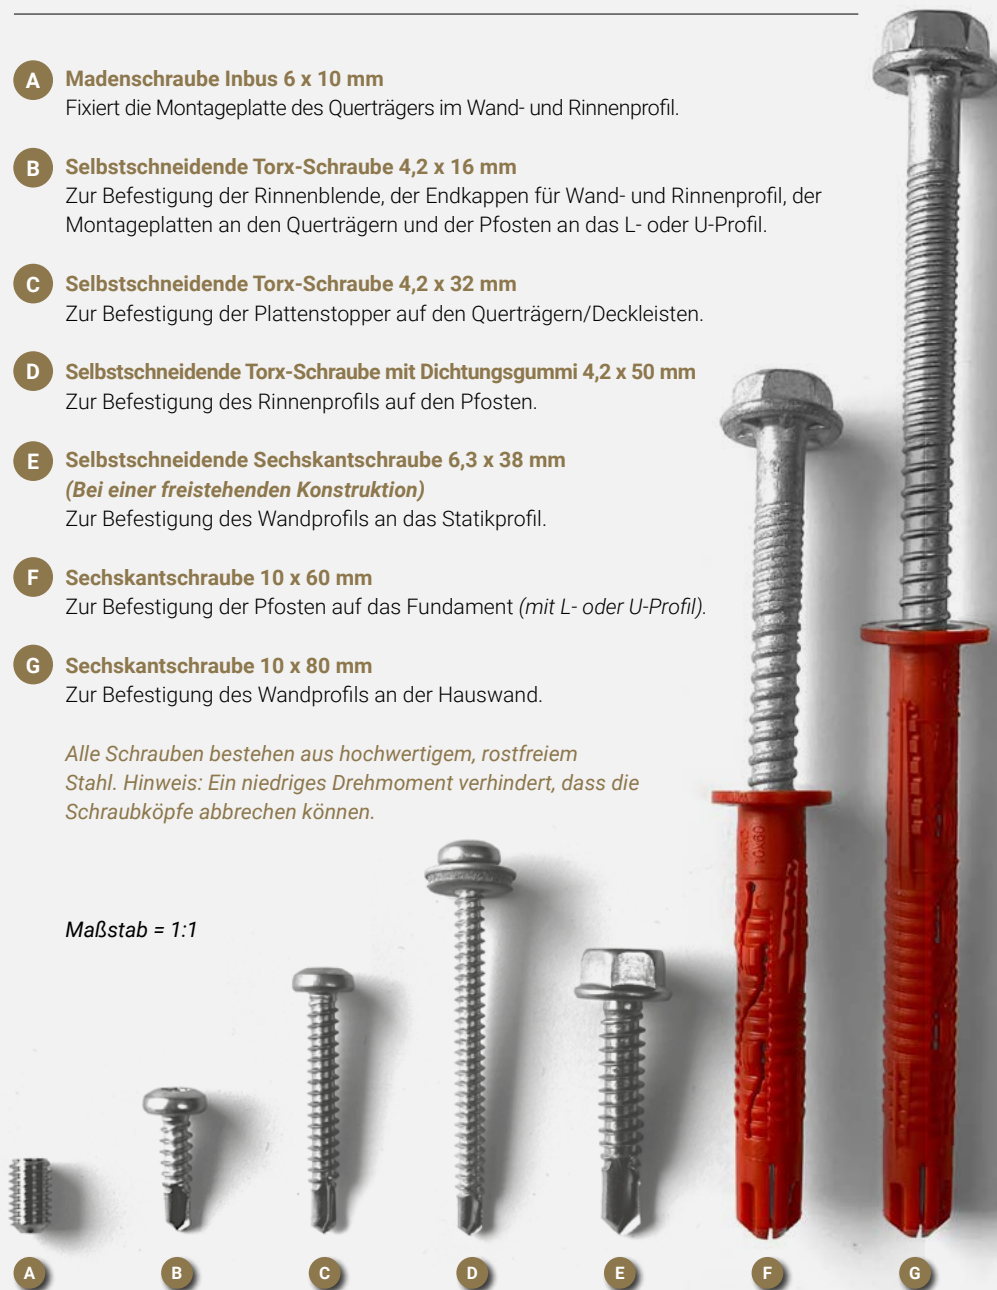 A Madenschraube Inbus 6 x 10 mm
Fixiert die Montageplatte des Querträgers im Wand- und Rinnenprofil.
B Selbstschneidende Torx-Schraube 4,2 x 16 mm
Zur Befestigung der Rinnenblende, der Endkappen für Wand- und Rinnenprofil, der
Montageplatten an den Querträgern und der Pfosten an das L- oder U-Profil.
C Selbstschneidende Torx-Schraube 4,2 x 32 mm
Zur Befestigung der Plattenstopper auf den Querträgern/Deckleisten.
D Selbstschneidende Torx-Schraube mit Dichtungsgummi 4,2 x 50 mm
Zur Befestigung des Rinnenprofils auf den Pfosten.
E Selbstschneidende Sechskantschraube 6,3 x 38 mm
(Bei einer freistehenden Konstruktion)
Zur Befestigung des Wandprofils an das Statikprofil.
F Sechskantschraube 10 x 60 mm
Zur Befestigung der Pfosten auf das Fundament (mit L- oder U-Profil).
G Sechskantschraube 10 x 80 mm
Zur Befestigung des Wandprofils an der Hauswand.
Alle Schrauben bestehen aus hochwertigem, rostfreiem
Stahl. Hinweis: Ein niedriges Drehmoment verhindert, dass die
Schraubköpfe abbrechen können.
Maßstab = 1:1
10x60
A B C D E F G